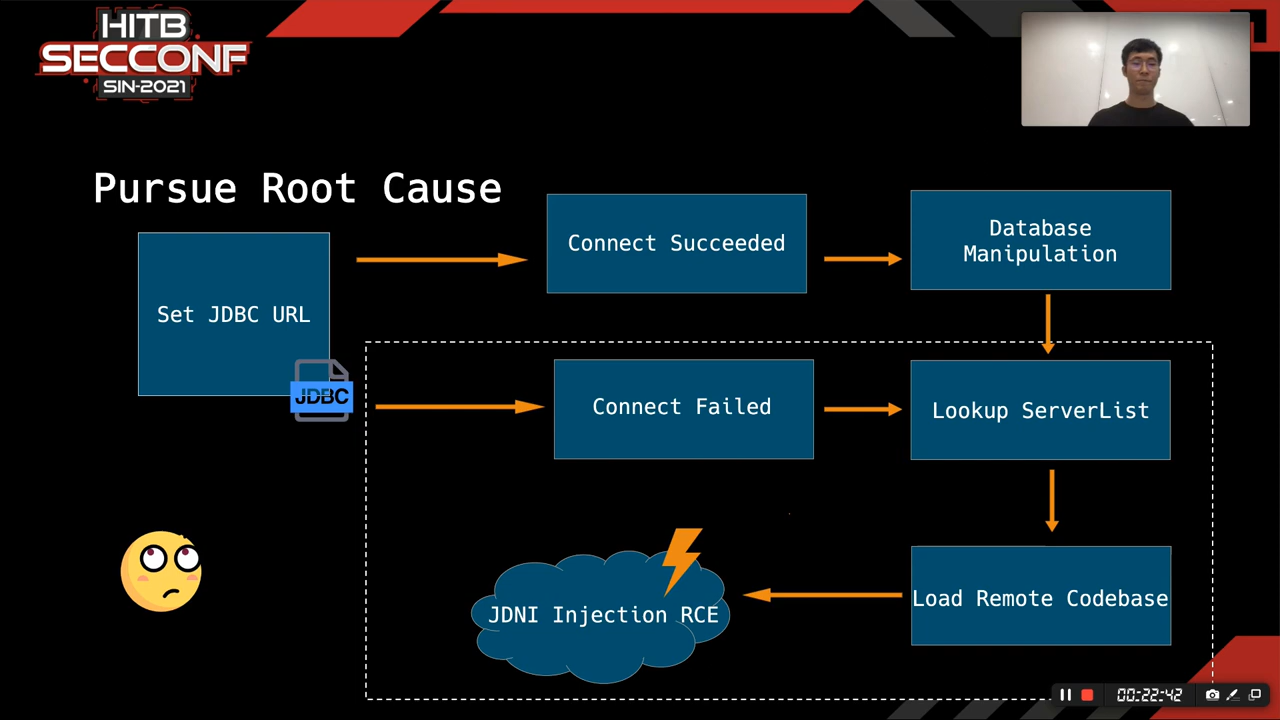 HITB
SECCONF
SIN-2021
Pursue Root Cause
Set JDBC URL
JDBC
Connect Succeeded
Database
Manipulation
Connect Failed
Lookup ServerList
Load Remote Codebase
JDNI Injection RCE
00:22:42